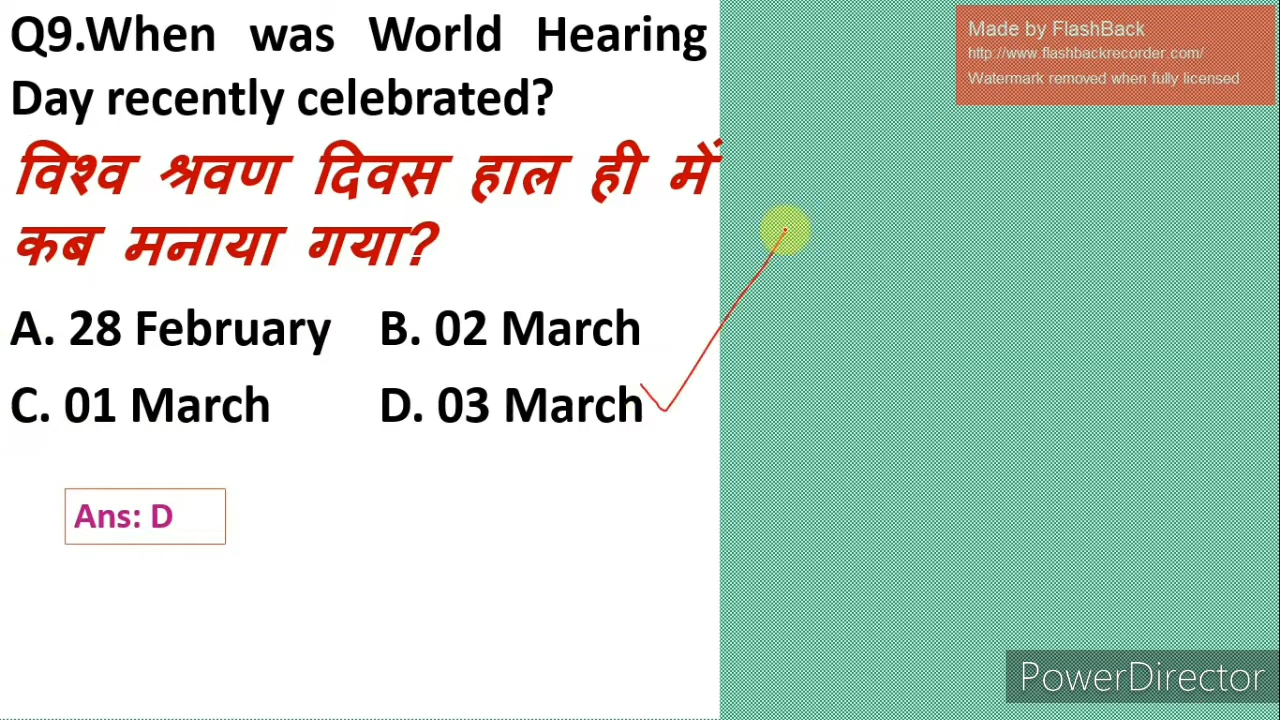 Q9.When was World Hearing
Day recently celebrated?
विश्व श्रवण दिवस हाल ही में
कब मनाया गया?
A. 28 February B. 02 March
C. 01 March D. 03 March
Ans: D
Made by FlashBack
http://www.flashbackrecorder.com/
Watermark removed when fully licensed
PowerDirector